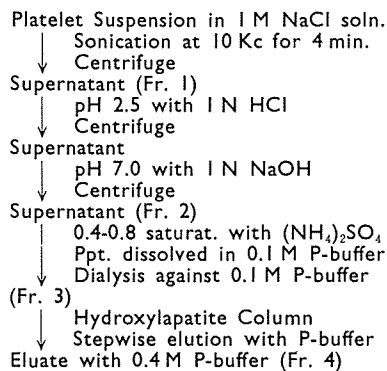 Platelet Suspension in 1 M NaCl soln.
Sonication at 10 Kc for 4 min.
Centrifuge
Supernatant (Fr. 1)
pH 2.5 with 1 N HCl
Centrifuge
Supernatant
pH 7.0 with 1 N NaOH
Centrifuge
Supernatant (Fr. 2)
0.4-0.8 saturat. with (NH₄)₂SO₄
Ppt. dissolved in 0.1 M P-buffer
Dialysis against 0.1 M P-buffer
(Fr. 3)
Hydroxylapatite Column
Stepwise elution with P-buffer
Eluate with 0.4 M P-buffer (Fr. 4)